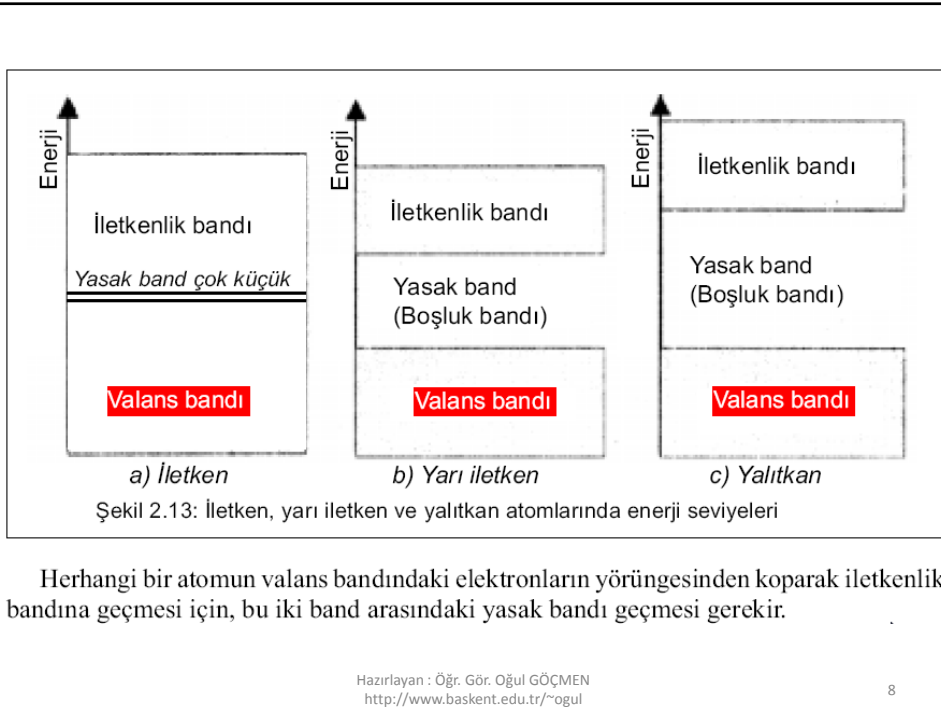 Enerji
İletkenlik bandı
Yasak band çok küçük
Valans bandı
a) İletken
Enerji
İletkenlik bandı
Yasak band
(Boşluk bandı)
Valans bandı
b) Yarı iletken
Enerji
İletkenlik bandı
Yasak band
(Boşluk bandı)
Valans bandı
c) Yalıtkan
Şekil 2.13: İletken, yarı iletken ve yalıtkan atomlarında enerji seviyeleri
Herhangi bir atomun valans bandındaki elektronların yörüngesinden koparak iletkenlik
bandına geçmesi için, bu iki band arasındaki yasak bandı geçmesi gerekir.
Hazırlayan : Öğr. Gör. Oğul GÖÇMEN
http://www.baskent.edu.tr/~ogul
8